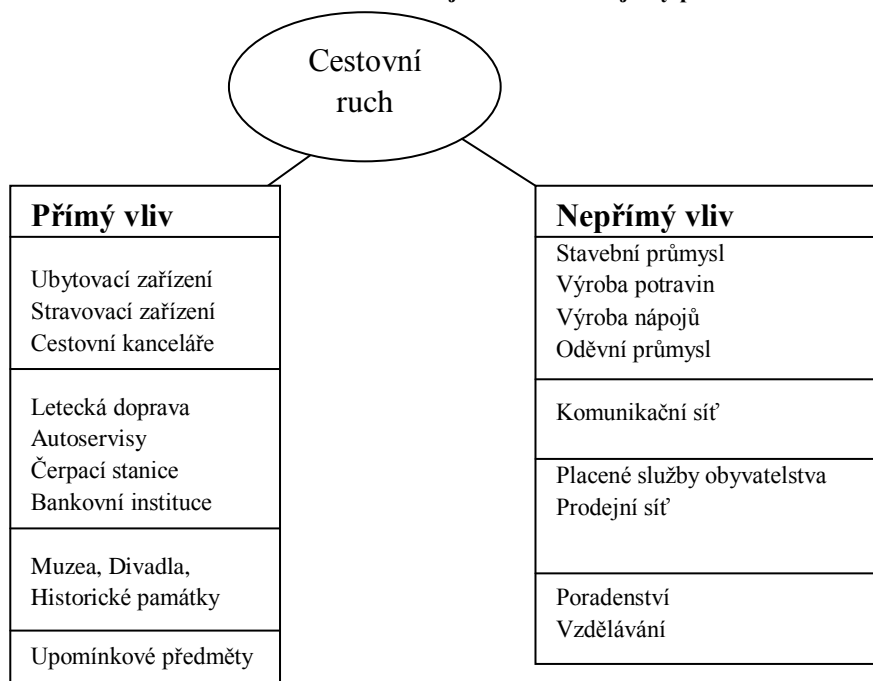 Cestovní
ruch
Přímý vliv
Ubytovací zařízení
Stravovací zařízení
Cestovní kanceláře
Letecká doprava
Autoservisy
Čerpací stanice
Bankovní instituce
Muzea, Divadla,
Historické památky
Upomínkové předměty
Nepřímý vliv
Stavební průmysl
Výroba potravin
Výroba nápojů
Oděvní průmysl
Komunikační síť
Placené služby obyvatelstva
Prodejní síť
Poradenství
Vzdělávání